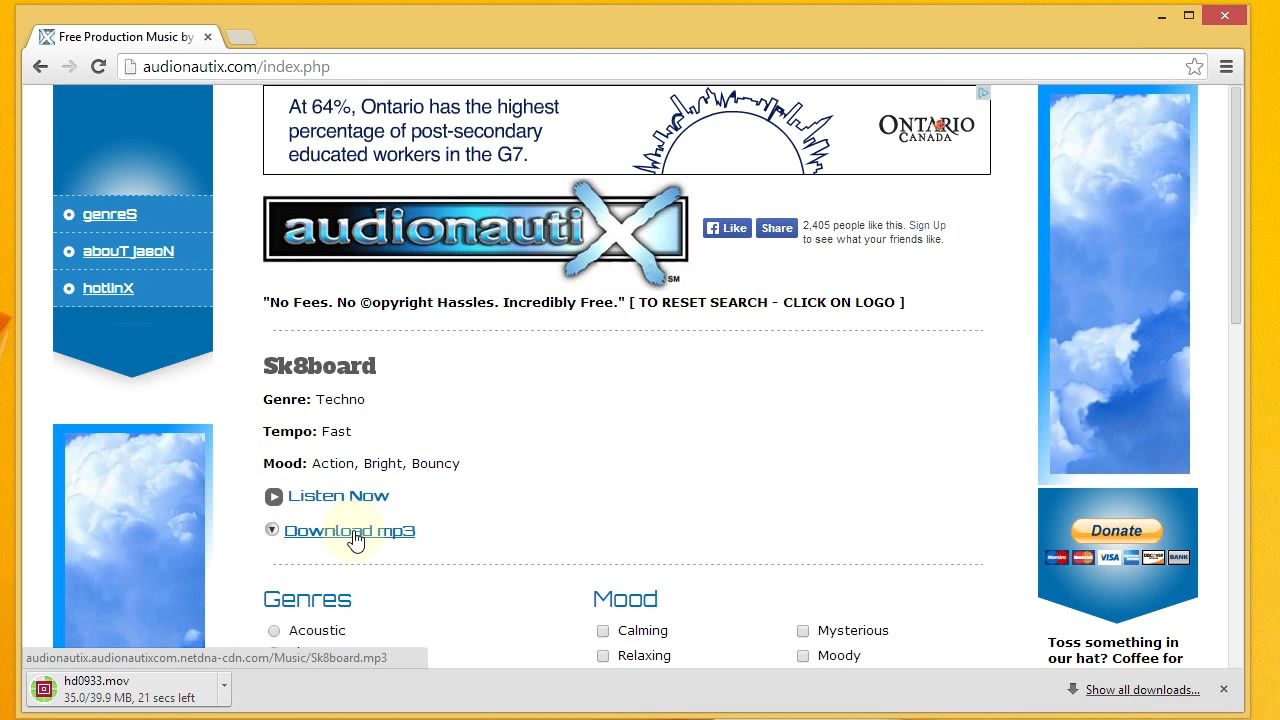 Free Production Music by
audionautix.com/index.php
At 64%, Ontario has the highest
percentage of post-secondary
educated workers in the G7.
ONTARIO
CANADA
genreS
abouT jasoN
hotlinX
audionautiX
SM
Like
Share
2,405 people like this. Sign Up
to see what your friends like.
"No Fees. No ©opyright Hassles. Incredibly Free." [ TO RESET SEARCH - CLICK ON LOGO ]
Sk8board
Genre: Techno
Tempo: Fast
Mood: Action, Bright, Bouncy
Listen Now
Download mp3
Genres
Mood
Acoustic
Calming
Mysterious
Relaxing
Moody
Donate
Maestro
VISA
BANK
Toss something in
our hat? Coffee for
audionautix.audionautixcom.netdna-cdn.com/Music/Sk8board.mp3
hd0933.mov
35.0/39.9 MB, 21 secs left
Show all downloads...